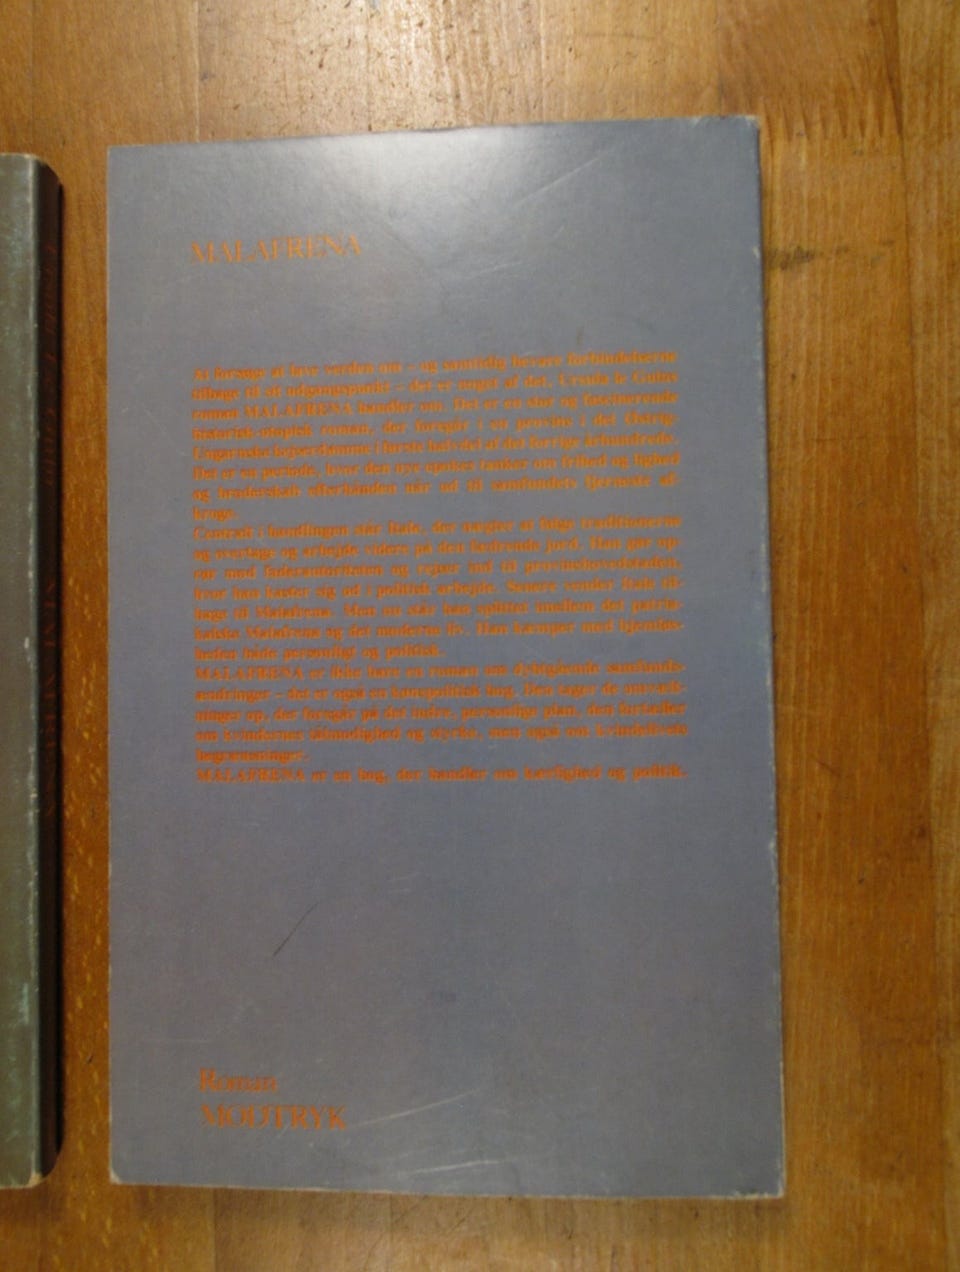 MALAFRENA
At forsøge at lave verden om – og samtidig bevare forbindelserne
tilbage til sit udgangspunkt – det er noget af det, Ursula le Guins
roman MALAFRENA handler om. Det er en stor og fascinerende
historisk-utopisk roman, der foregår i en provins i det Östrig-
Ungarnske kejserdømme i første halvdel af det forrige århundrede.
Det er en periode, hvor den nye epokes tanker om frihed og lighed
og broderskab efterhånden når ud til samfundets fjerneste af-
kroge.
Centralt i handlingen står Itale, der nægter at følge traditionerne
og overtage og arbejde videre på den fædrende jord. Han gør op-
rør mod faderautoriteten og rejser ind til provinshovedstaden,
hvor han kaster sig ud i politisk arbejde. Senere vender Itale til-
bage til Malafrena. Men nu står han splittet imellem det patriar-
kalske Malafrena og det moderne liv. Han kæmper med hjemløs-
heden både personligt og politisk.
MALAFRENA er ikke bare en roman om dybtgående samfunds-
ændringer – det er også en kønspolitisk bog. Den tager de omvælt-
ninger op, der foregår på det indre, personlige plan, den fortæller
om kvindernes tålmodighed og styrke, men også om kvindelivets
begrænsninger.
MALAFRENA er en bog, der handler om kærlighed og politik.
Roman
MODTRYK